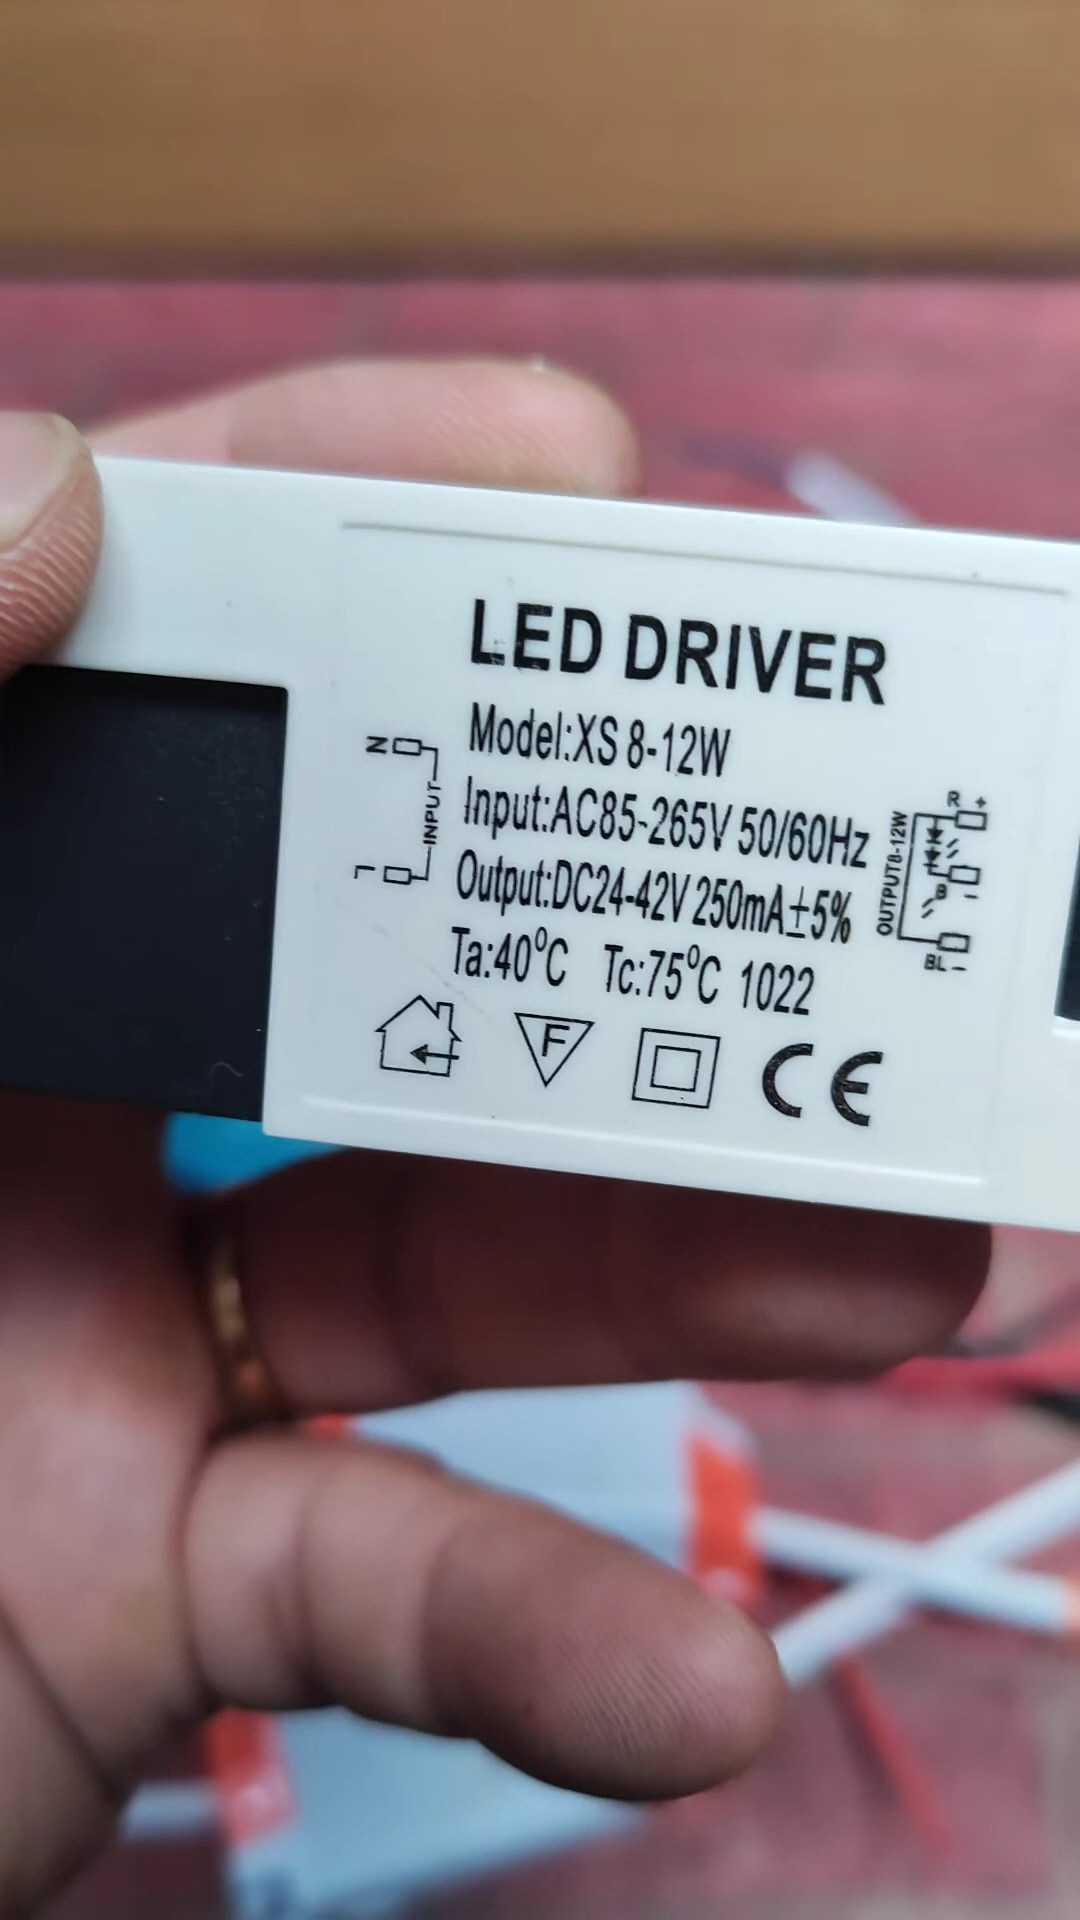 LED DRIVER
Model:XS 8-12W
Input:AC85-265V 50/60Hz
Output:DC24-42V 250mA±5%
Ta:40°C Tc:75°C 1022
N
INPUT
L
OUTPUT8-12W
R +
B -
BL -
F
CE